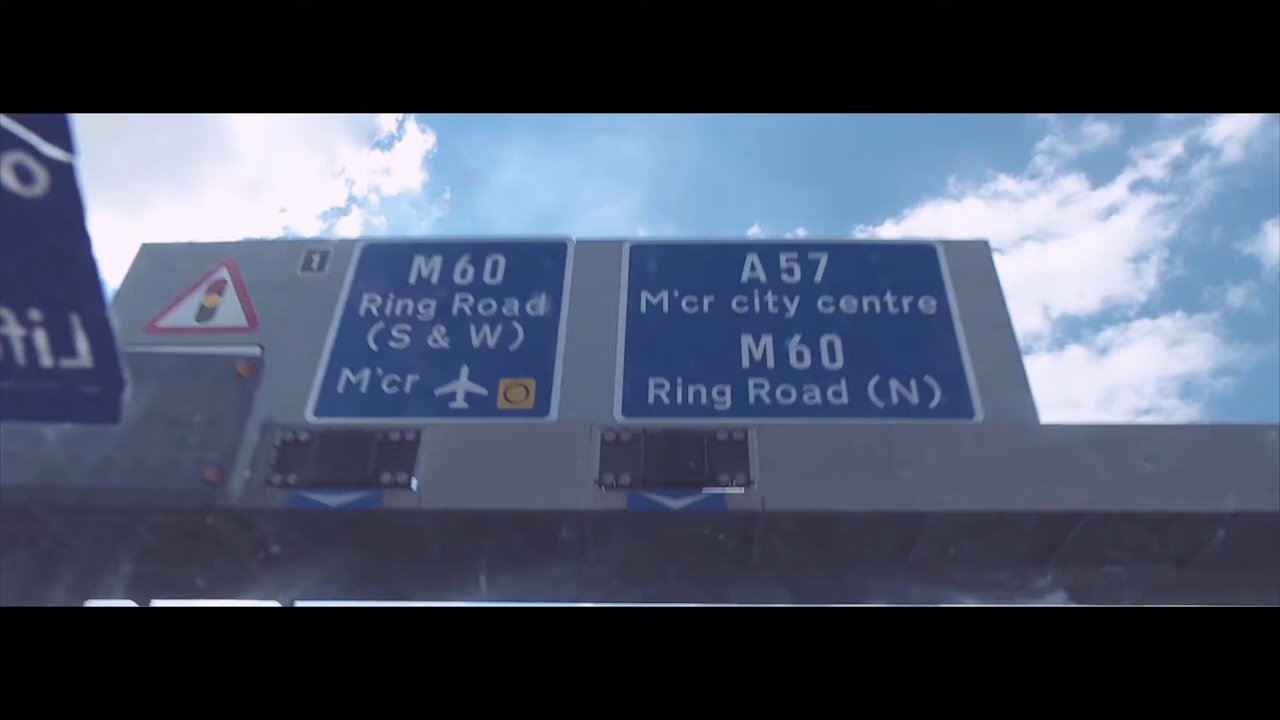 1
M60
Ring Road
(S & W)
M'cr
A57
M'cr city centre
M60
Ring Road (N)